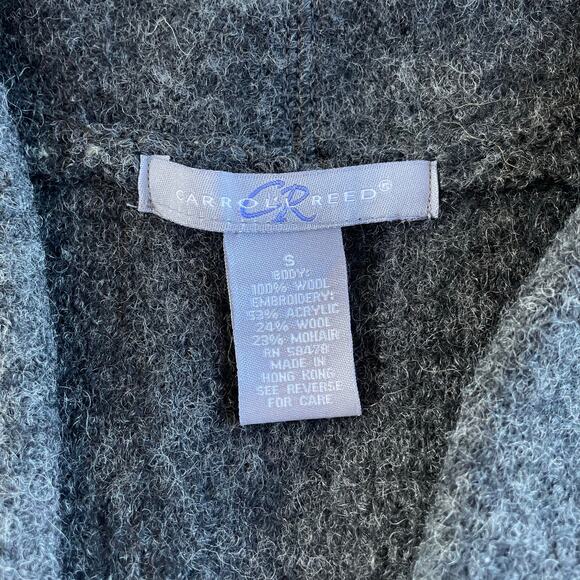 CARROLL REED®
CR
S
BODY:
100% WOOL
EMBROIDERY:
53% ACRYLIC
24% WOOL
23% MOHAIR
RN 58478
MADE IN
HONG KONG
SEE REVERSE
FOR CARE